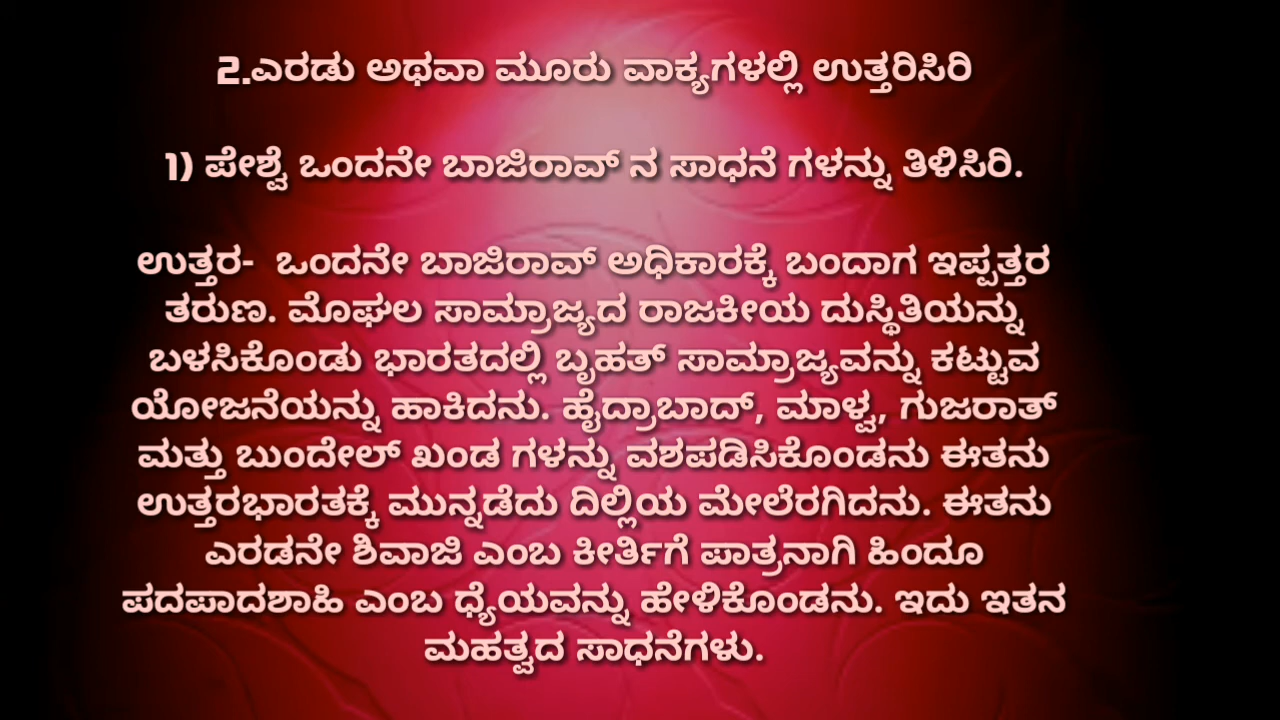 2.ಎರಡು ಅಥವಾ ಮೂರು ವಾಕ್ಯಗಳಲ್ಲಿ ಉತ್ತರಿಸಿರಿ
1) ಪೇಶ್ವೆ ಒಂದನೇ ಬಾಜಿರಾವ್ ನ ಸಾಧನೆ ಗಳನ್ನು ತಿಳಿಸಿರಿ.
ಉತ್ತರ- ಒಂದನೇ ಬಾಜಿರಾವ್ ಅಧಿಕಾರಕ್ಕೆ ಬಂದಾಗ ಇಪ್ಪತ್ತರ
ತರುಣ. ಮೊಘಲ ಸಾಮ್ರಾಜ್ಯದ ರಾಜಕೀಯ ದುಸ್ಥಿತಿಯನ್ನು
ಬಳಸಿಕೊಂಡು ಭಾರತದಲ್ಲಿ ಬೃಹತ್ ಸಾಮ್ರಾಜ್ಯವನ್ನು ಕಟ್ಟುವ
ಯೋಜನೆಯನ್ನು ಹಾಕಿದನು. ಹೈದ್ರಾಬಾದ್, ಮಾಳ್ವ, ಗುಜರಾತ್
ಮತ್ತು ಬುಂದೇಲ್ ಖಂಡ ಗಳನ್ನು ವಶಪಡಿಸಿಕೊಂಡನು ಈತನು
ಉತ್ತರಭಾರತಕ್ಕೆ ಮುನ್ನಡೆದು ದಿಲ್ಲಿಯ ಮೇಲೆರಗಿದನು. ಈತನು
ಎರಡನೇ ಶಿವಾಜಿ ಎಂಬ ಕೀರ್ತಿಗೆ ಪಾತ್ರನಾಗಿ ಹಿಂದೂ
ಪದಪಾದಶಾಹಿ ಎಂಬ ಧ್ಯೆಯವನ್ನು ಹೇಳಿಕೊಂಡನು. ಇದು ಇತನ
ಮಹತ್ವದ ಸಾಧನೆಗಳು.